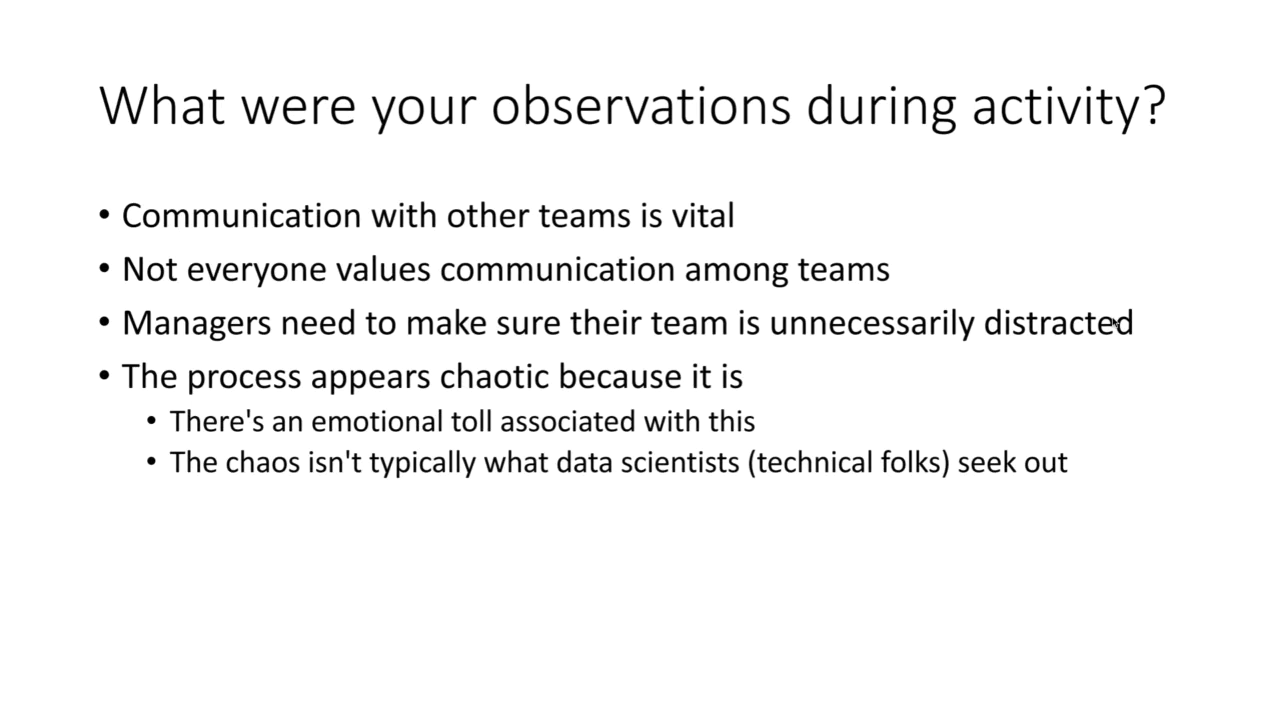 What were your observations during activity?
• Communication with other teams is vital
• Not everyone values communication among teams
• Managers need to make sure their team is unnecessarily distracted
• The process appears chaotic because it is
• There's an emotional toll associated with this
• The chaos isn't typically what data scientists (technical folks) seek out